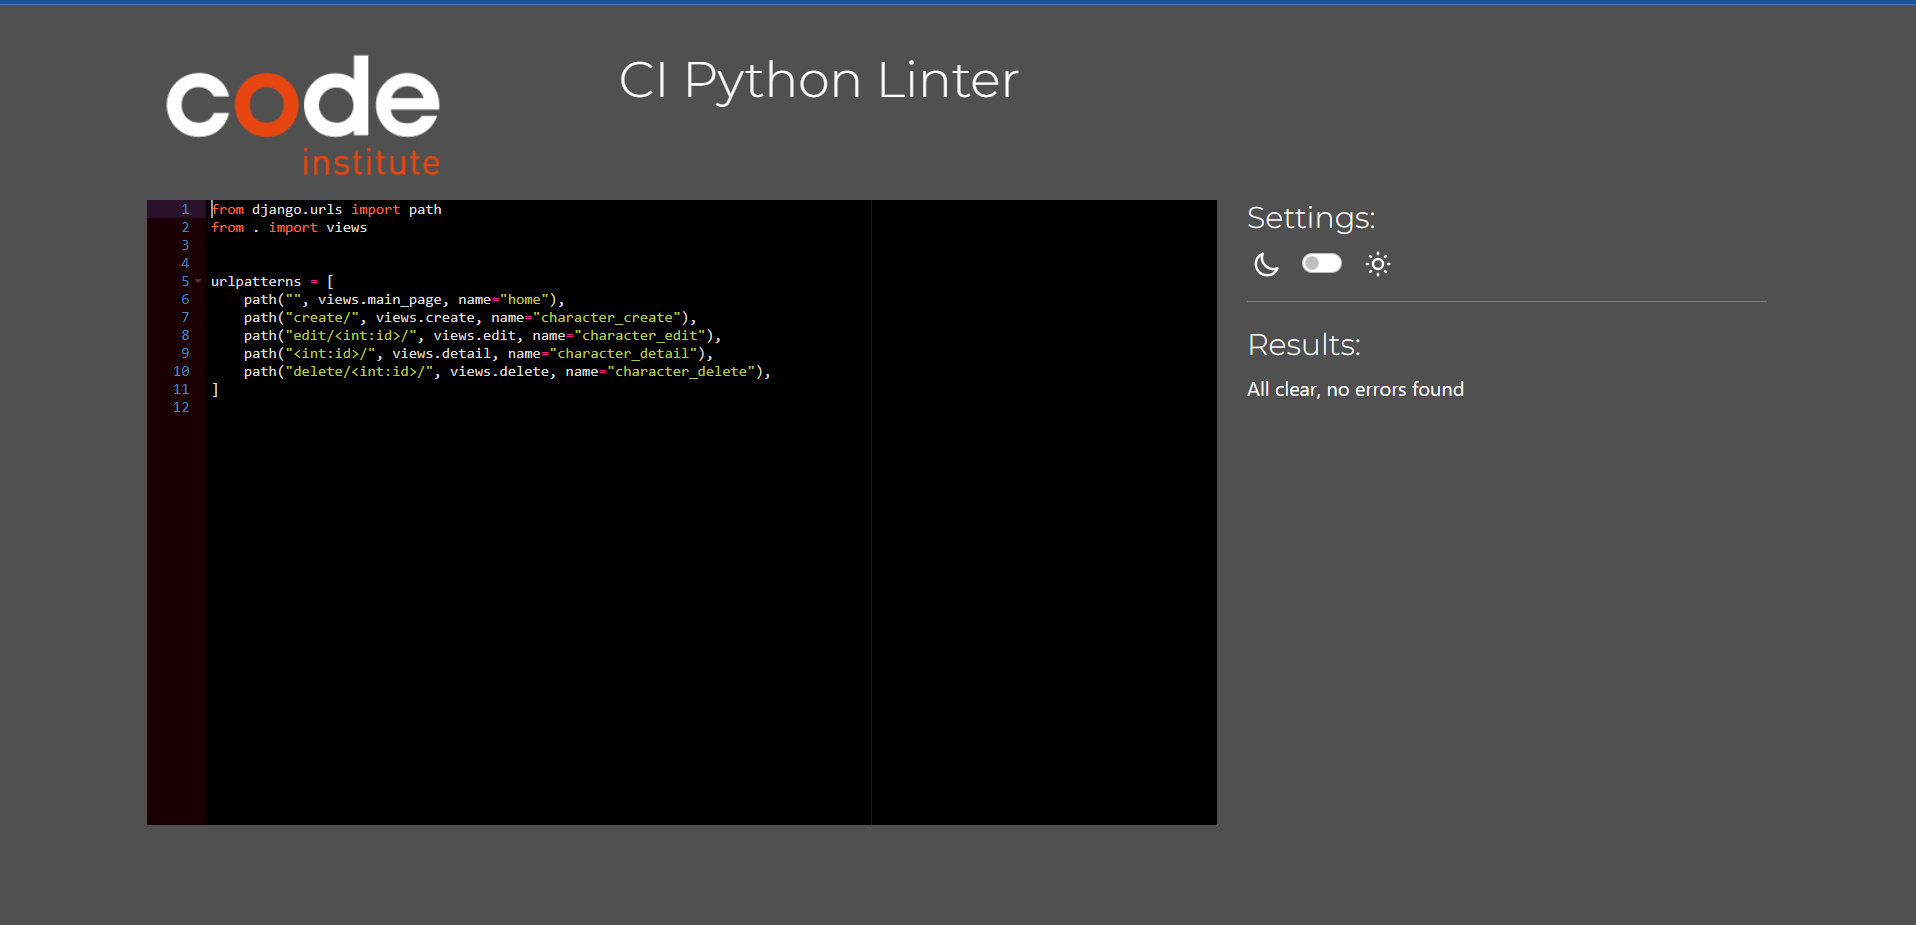 code
institute
CI Python Linter
1 from django.urls import path
2 from . import views
3
4
5 urlpatterns = [
6     path("", views.main_page, name="home"),
7     path("create/", views.create, name="character_create"),
8     path("edit/<int:id>/", views.edit, name="character_edit"),
9     path("<int:id>/", views.detail, name="character_detail"),
10     path("delete/<int:id>/", views.delete, name="character_delete"),
11 ]
12
Settings:
Results:
All clear, no errors found